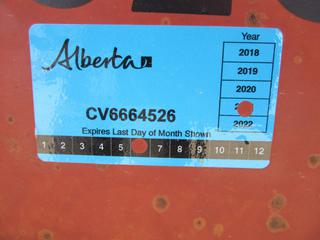 Alberta
Year
2018
2019
2020
2022
CV6664526
Expires Last Day of Month Shown
1 2 3 4 5 7 8 9 10 11 12